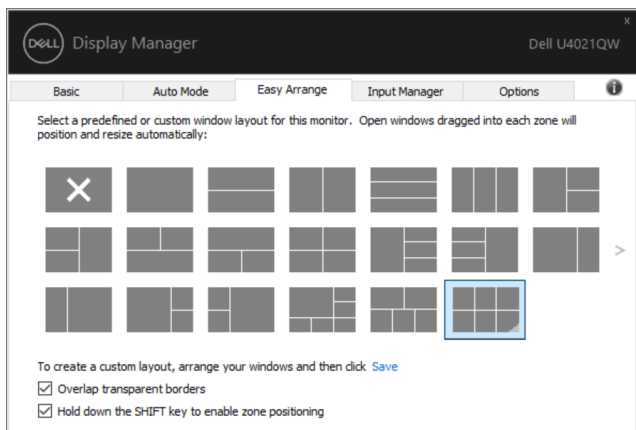 x
DELL Display Manager Dell U4021QW
Basic Auto Mode Easy Arrange Input Manager Options i
Select a predefined or custom window layout for this monitor. Open windows dragged into each zone will
position and resize automatically:
>
To create a custom layout, arrange your windows and then click Save
Overlap transparent borders
Hold down the SHIFT key to enable zone positioning